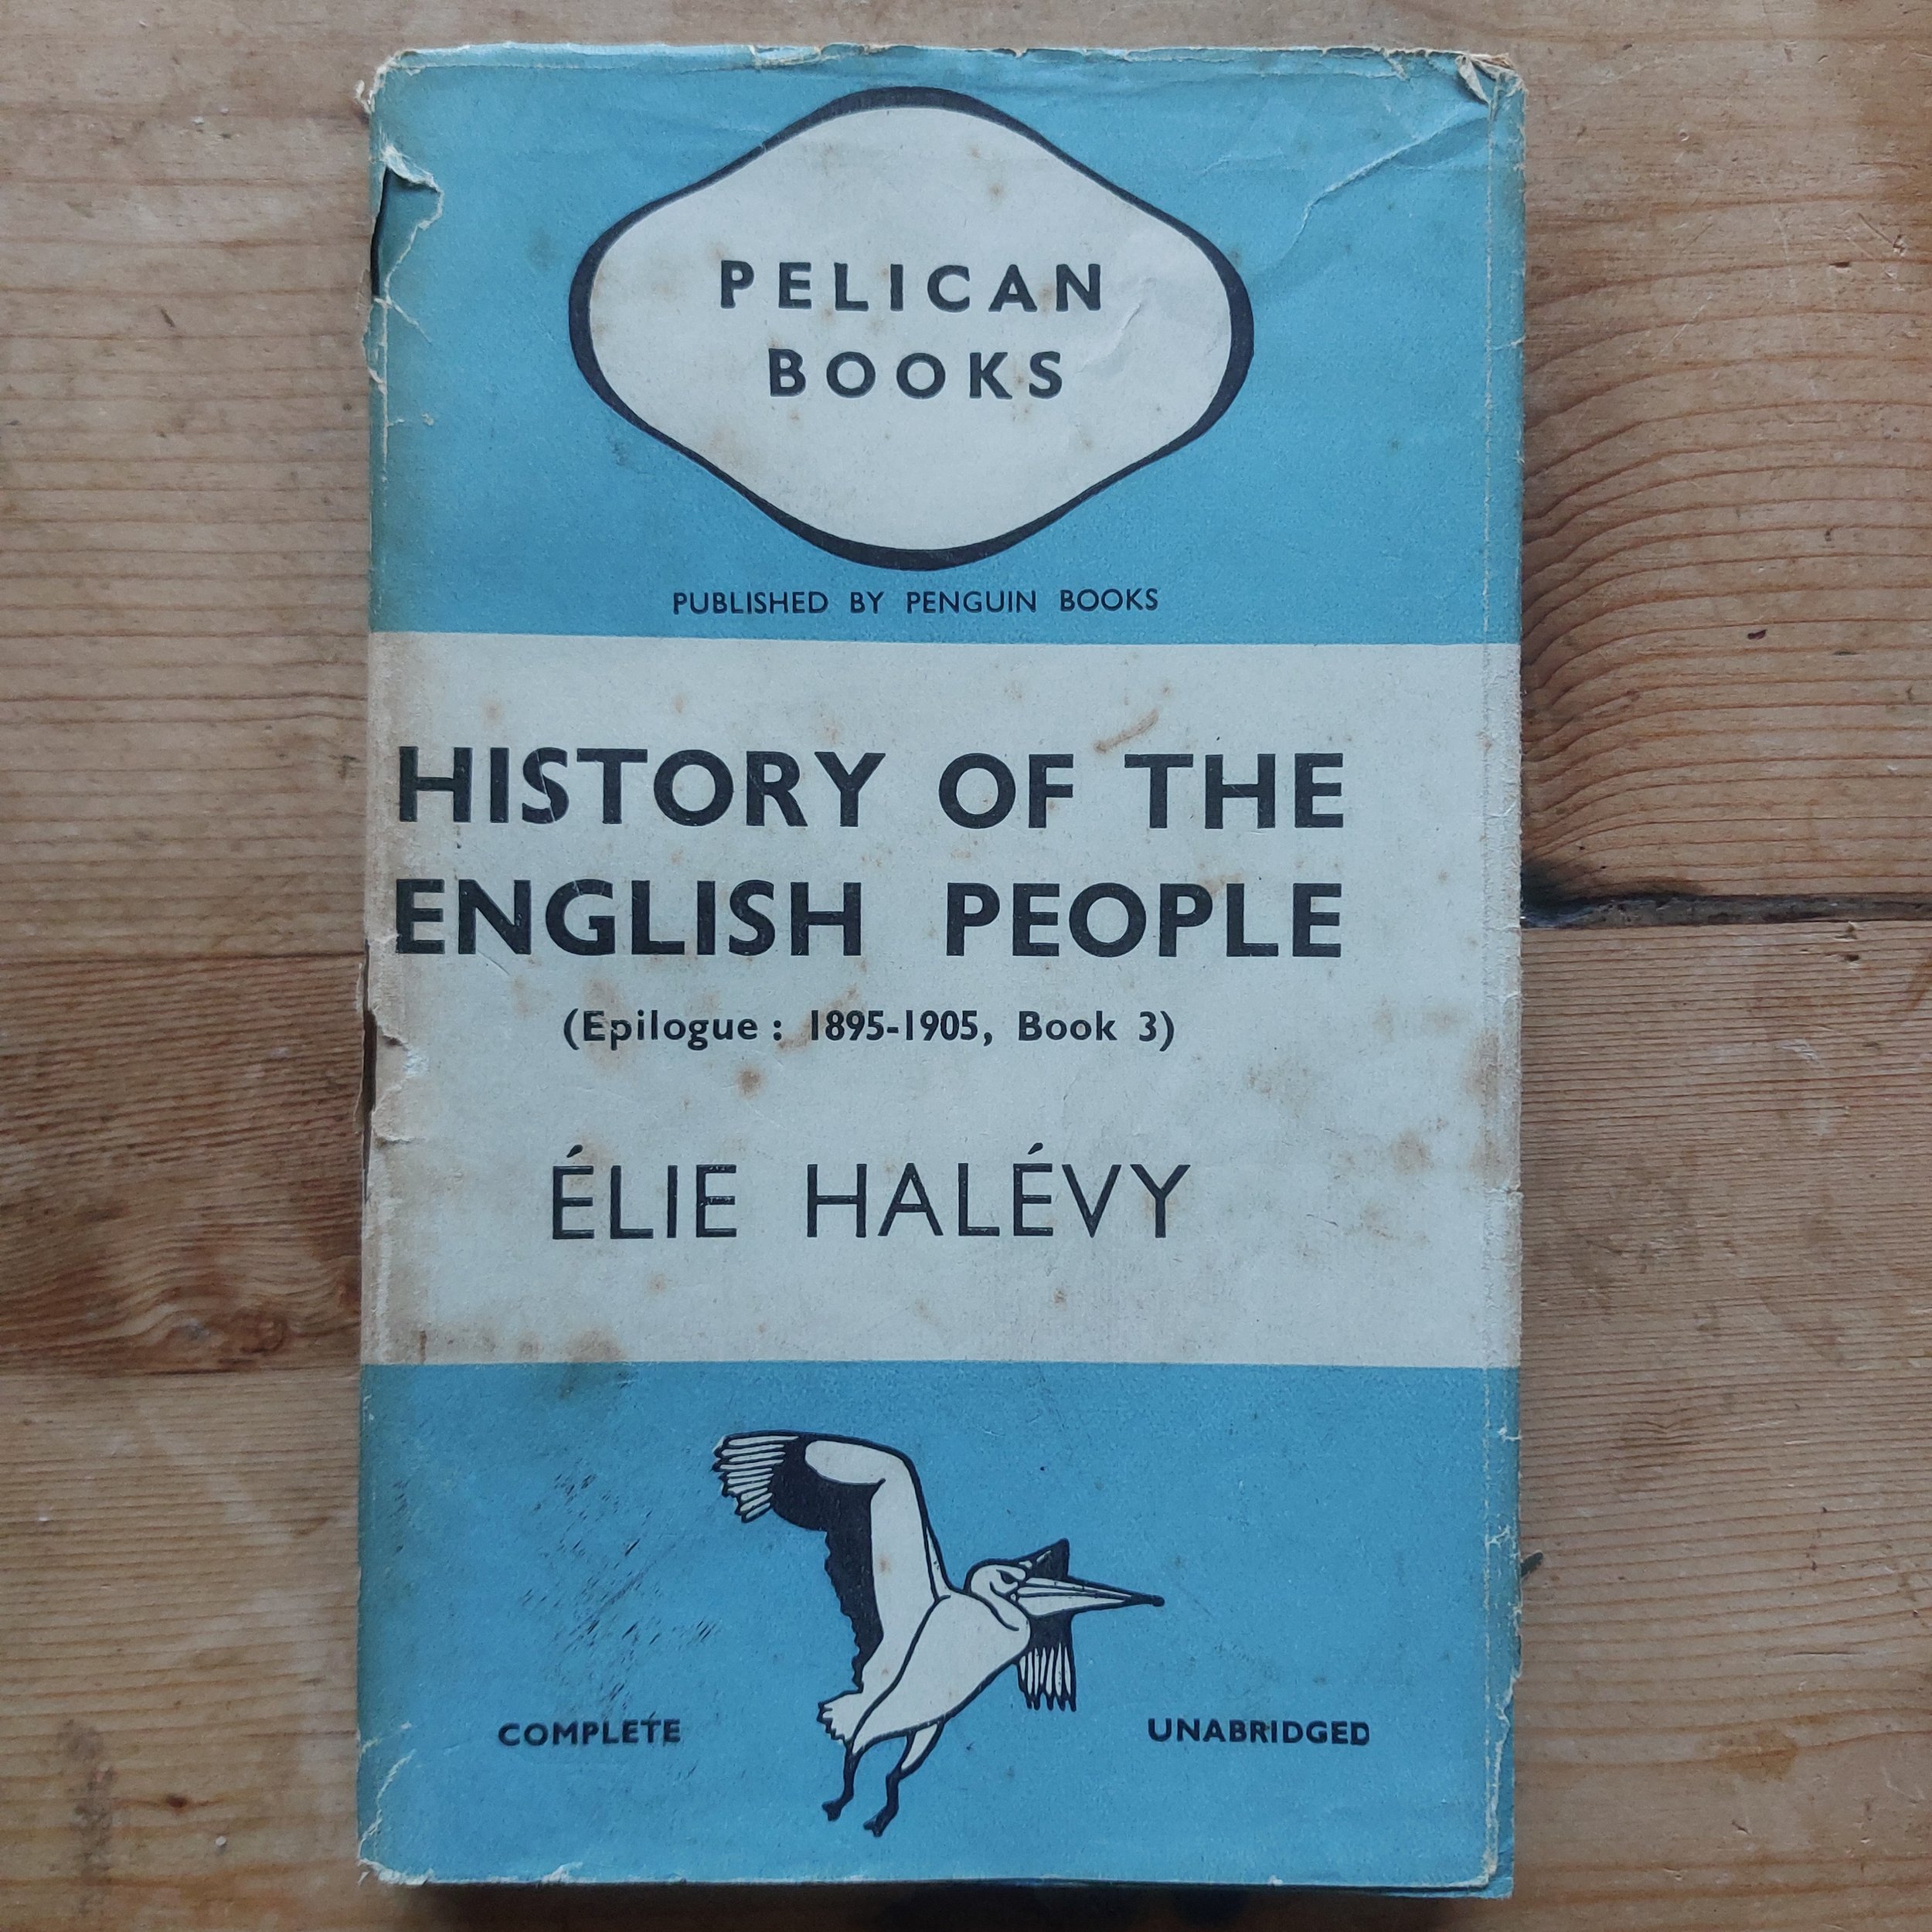 PELICAN
BOOKS
PUBLISHED BY PENGUIN BOOKS
HISTORY OF THE
ENGLISH PEOPLE
(Epilogue : 1895-1905, Book 3)
ÉLIE HALÉVY
COMPLETE UNABRIDGED